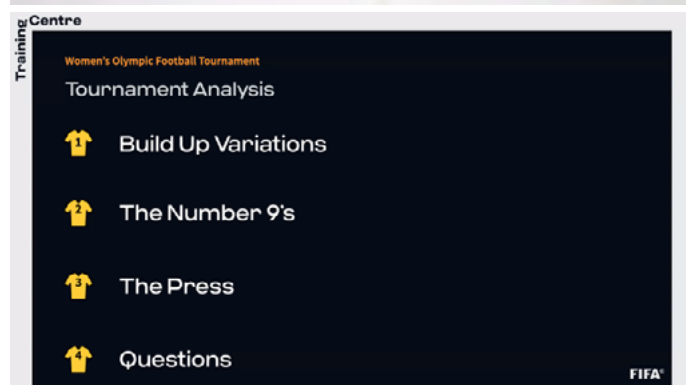 Training
Centre
Women's Olympic Football Tournament
Tournament Analysis
1 Build Up Variations
2 The Number 9's
3 The Press
4 Questions
FIFA®